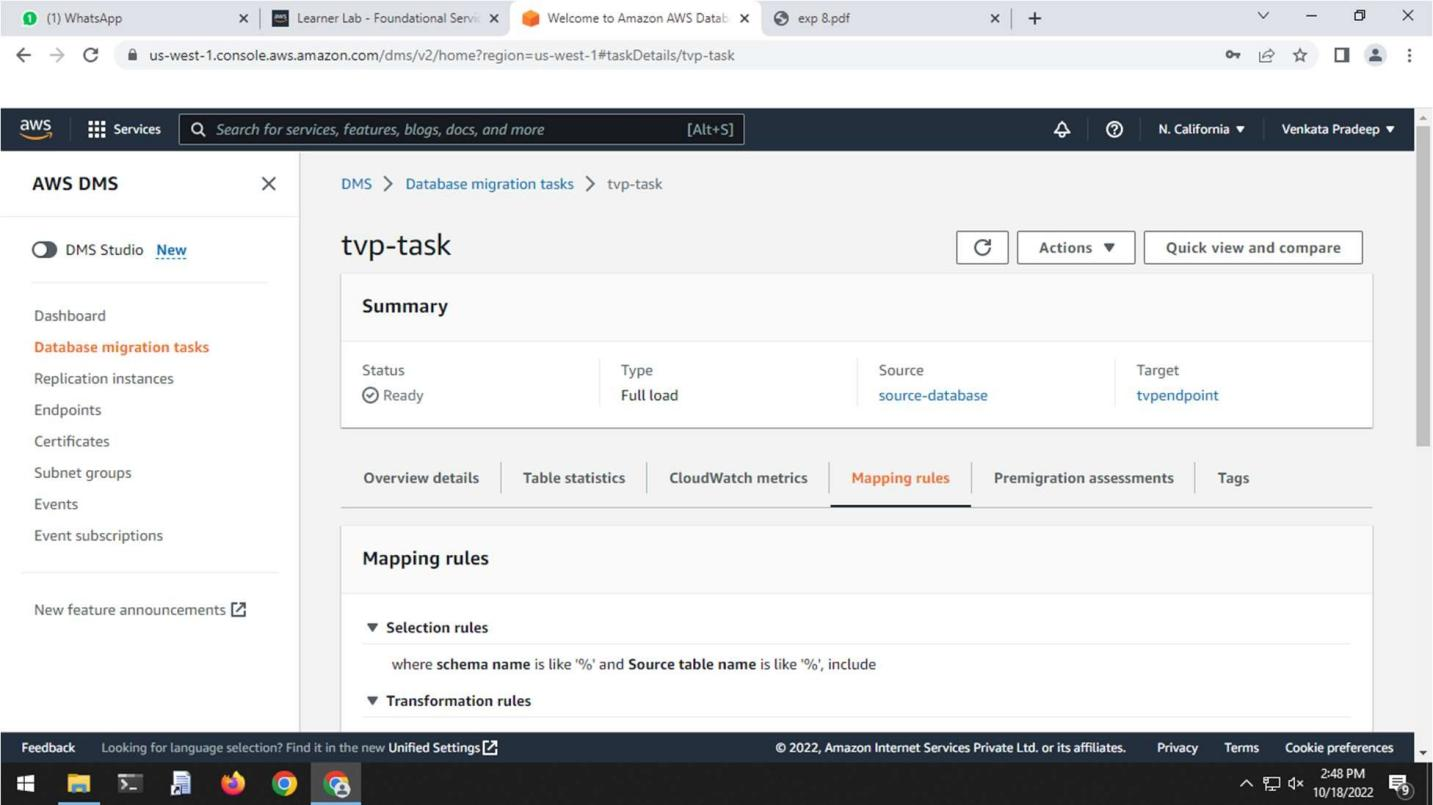 (1) WhatsApp
Learner Lab - Foundational Servic
Welcome to Amazon AWS Datab
exp 8.pdf
us-west-1.console.aws.amazon.com/dms/v2/home?region=us-west-1#taskDetails/tvp-task
aws Services Search for services, features, blogs, docs, and more [Alt+S] N. California Venkata Pradeep
AWS DMS
DMS Studio New
Dashboard
Database migration tasks
Replication instances
Endpoints
Certificates
Subnet groups
Events
Event subscriptions
New feature announcements
DMS > Database migration tasks > tvp-task
tvp-task
Actions Quick view and compare
Summary
Status Type Source Target
Ready Full load source-database tvpendpoint
Overview details Table statistics CloudWatch metrics Mapping rules Premigration assessments Tags
Mapping rules
Selection rules
where schema name is like '%' and Source table name is like '%', include
Transformation rules
Feedback Looking for language selection? Find it in the new Unified Settings © 2022, Amazon Internet Services Private Ltd. or its affiliates. Privacy Terms Cookie preferences
2:48 PM
10/18/2022
9